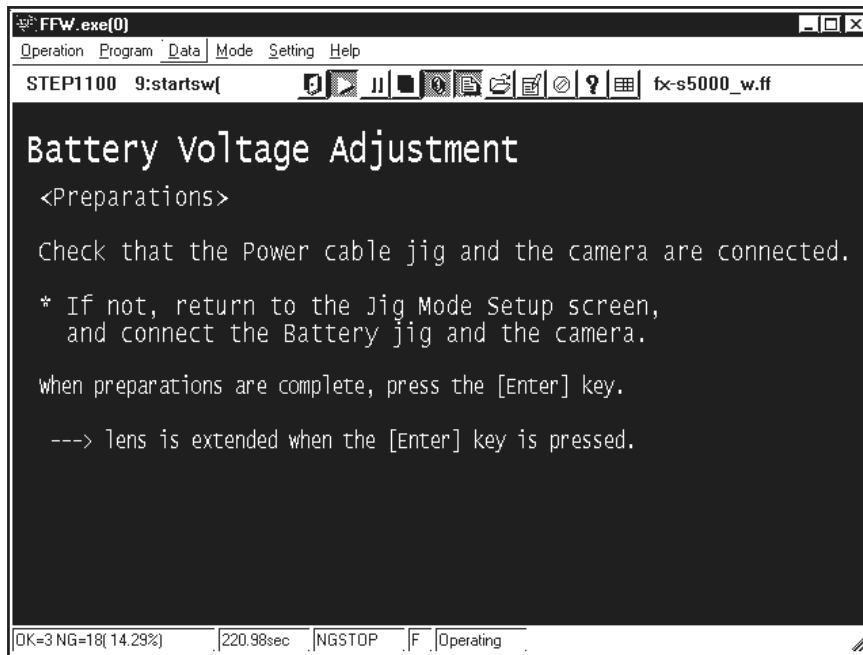 FFW.exe(0)
Operation Program Data Mode Setting Help
STEP1100 9:startsw( fx-s5000_w.ff
Battery Voltage Adjustment
<Preparations>
Check that the Power cable jig and the camera are connected.
* If not, return to the Jig Mode Setup screen,
and connect the Battery jig and the camera.
When preparations are complete, press the [Enter] key.
---> lens is extended when the [Enter] key is pressed.
OK=3 NG=18( 14.29%) 220.98sec NGSTOP F Operating